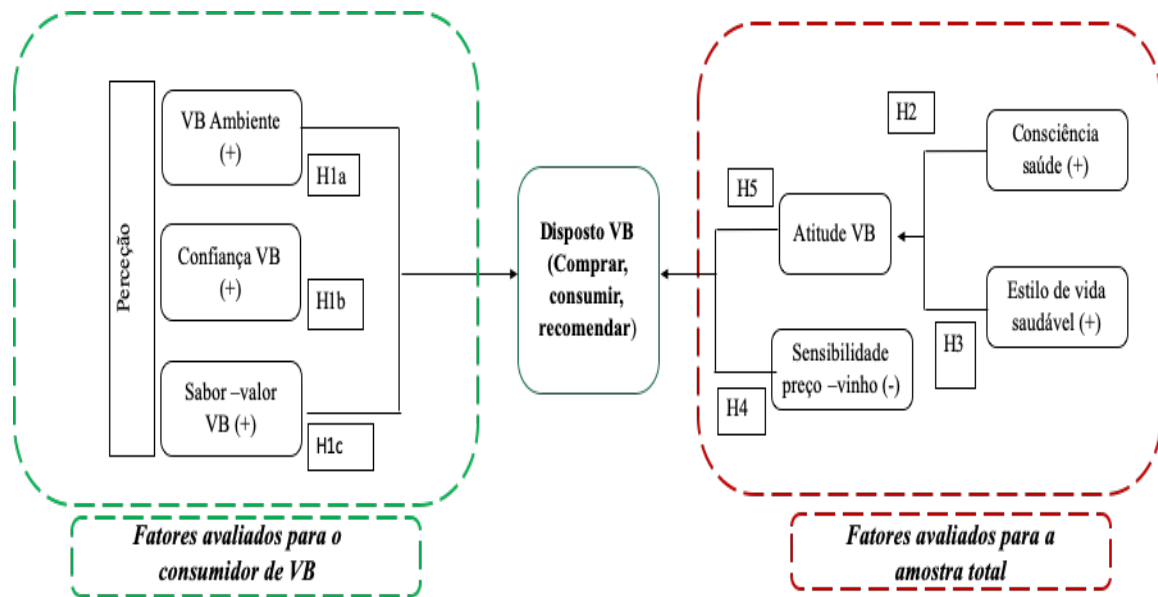 Perceção
VB Ambiente
(+)
H1a
Confiança VB
(+)
H1b
Sabor –valor
VB (+)
H1c
Fatores avaliados para o
consumidor de VB
Disposto VB
(Comprar,
consumir,
recomendar)
H2
Consciência
saúde (+)
H5
Atitude VB
Estilo de vida
saudável (+)
H3
Sensibilidade
preço –vinho (-)
H4
Fatores avaliados para a
amostra total